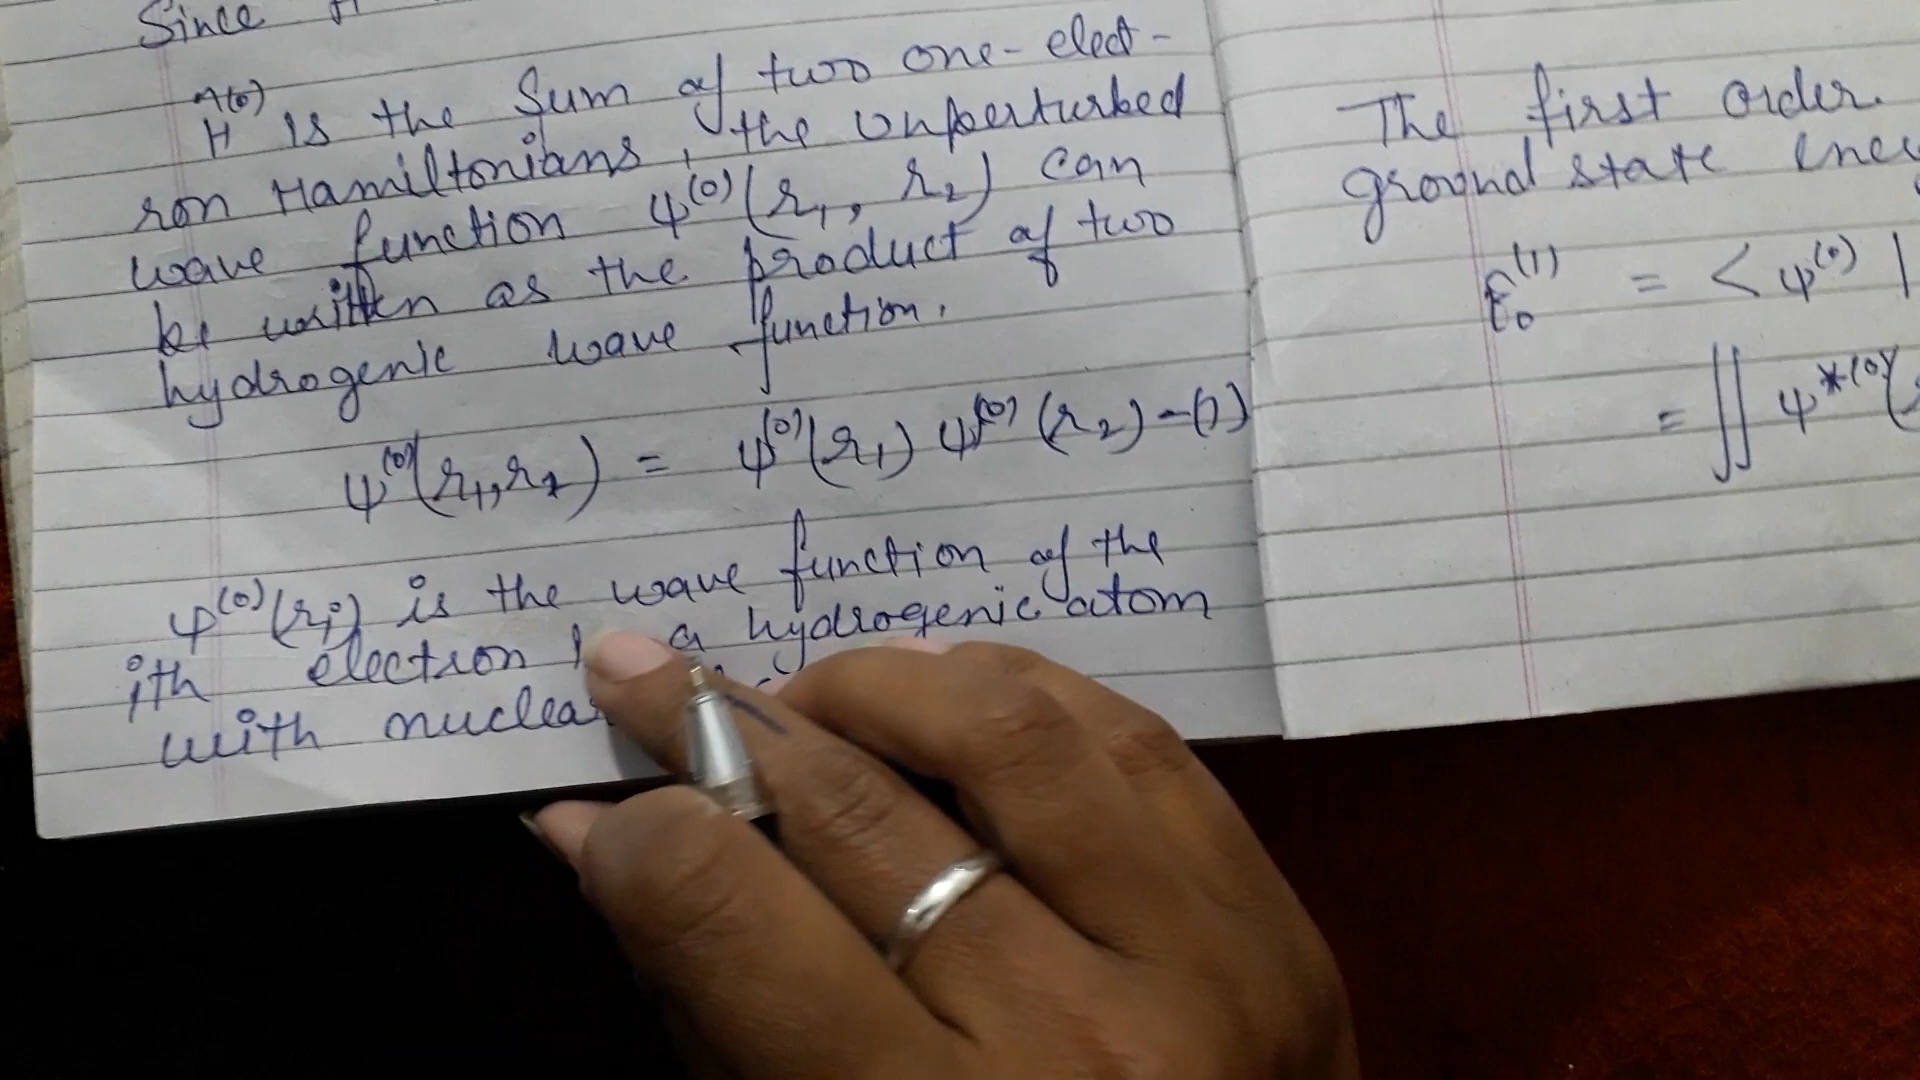 Since
Ĥ⁽⁰⁾ is the sum of two one-elect-
ron Hamiltonians, the unperturbed
wave function ψ⁽⁰⁾(r₁, r₂) can
be written as the product of two
hydrogenic wave function.
ψ⁽⁰⁾(r₁, r₂) = ψ⁽⁰⁾(r₁) ψ⁽⁰⁾(r₂) -(1)
ψ⁽⁰⁾(rᵢ) is the wave function of the
ith electron a hydrogenic atom
with
The first order
ground state
E₀⁽¹⁾ = < ψ⁽⁰⁾ |
= ∬ ψ*⁽⁰⁾(